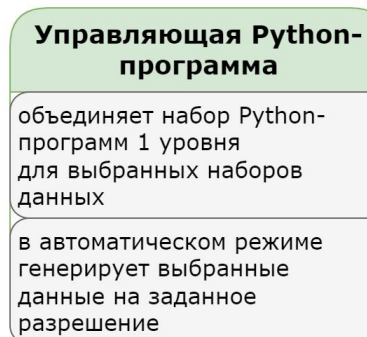 Управляющая Python-
программа
объединяет набор Python-
программ 1 уровня
для выбранных наборов
данных
в автоматическом режиме
генерирует выбранные
данные на заданное
разрешение